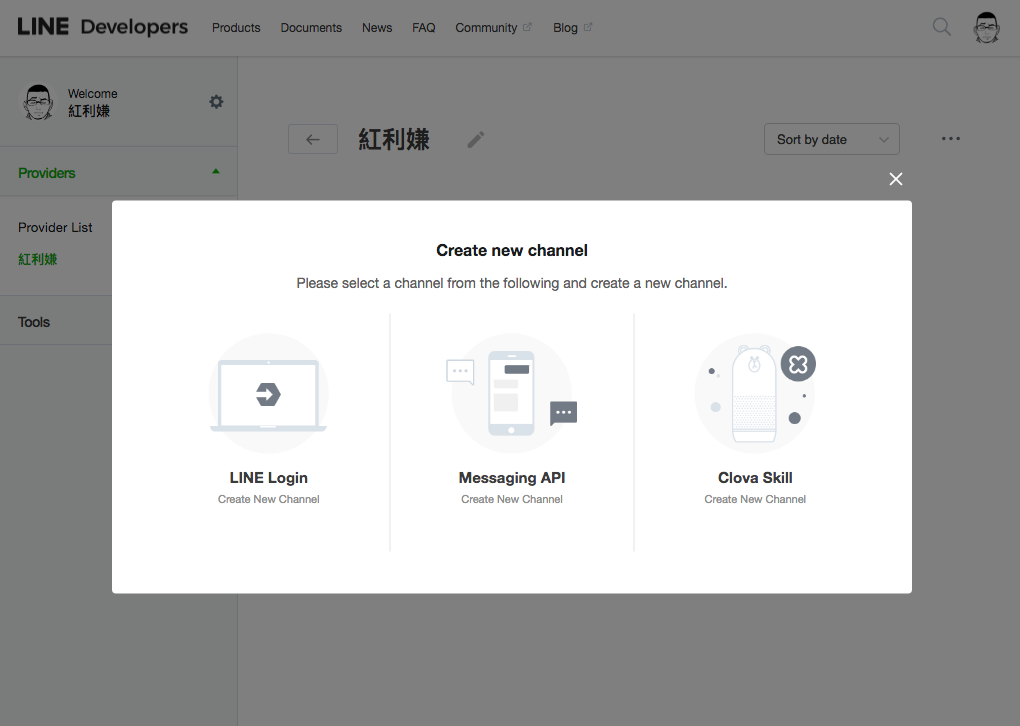 LINE Developers
Products Documents News FAQ Community Blog
Welcome
紅利嫌
紅利嫌
Sort by date
Providers
Provider List
紅利嫌
Tools
Create new channel
Please select a channel from the following and create a new channel.
LINE Login
Create New Channel
Messaging API
Create New Channel
Clova Skill
Create New Channel